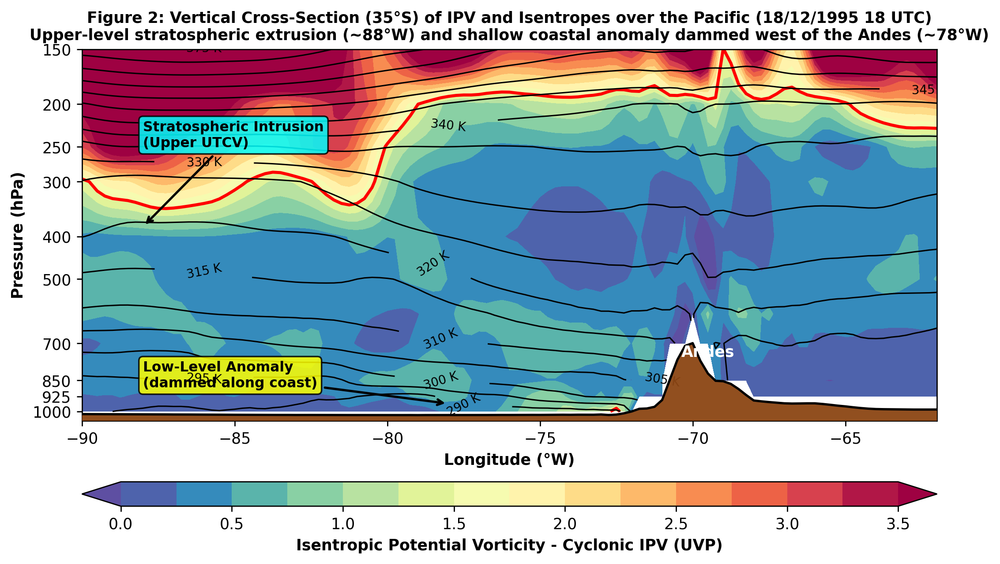 Figure 2: Vertical Cross-Section (35°S) of IPV and Isentropes over the Pacific (18/12/1995 18 UTC)
Upper-level stratospheric extrusion (~88°W) and shallow coastal anomaly dammed west of the Andes (~78°W)
Pressure (hPa)
150
200
250
300
400
500
700
850
925
1000
375 K
345
340 K
Stratospheric Intrusion
(Upper UTCV)
330 K
320 K
315 K
310 K
Andes
Low-Level Anomaly
(dammed along coast)
295 K
300 K
305 K
290 K
−90
−85
−80
−75
−70
−65
Longitude (°W)
0.0
0.5
1.0
1.5
2.0
2.5
3.0
3.5
Isentropic Potential Vorticity - Cyclonic IPV (UVP)